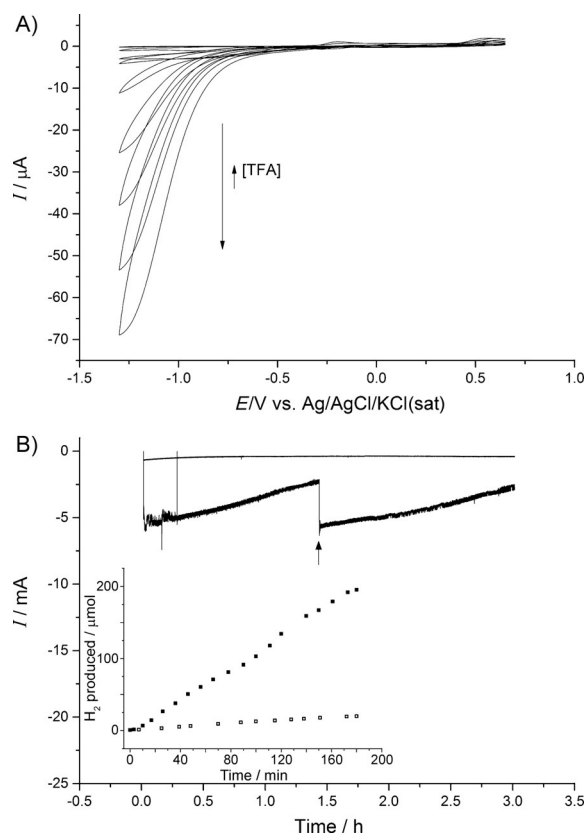 A)
0
-10
-20
-30
-40
-50
-60
-70
I / μA
[TFA]
-1.5 -1.0 -0.5 0.0 0.5 1.0
E/V vs. Ag/AgCl/KCl(sat)
B)
0
-5
-10
-15
-20
-25
I / mA
200
100
0
H2 produced / μmol
0 40 80 120 160 200
Time / min
-0.5 0.0 0.5 1.0 1.5 2.0 2.5 3.0 3.5
Time / h